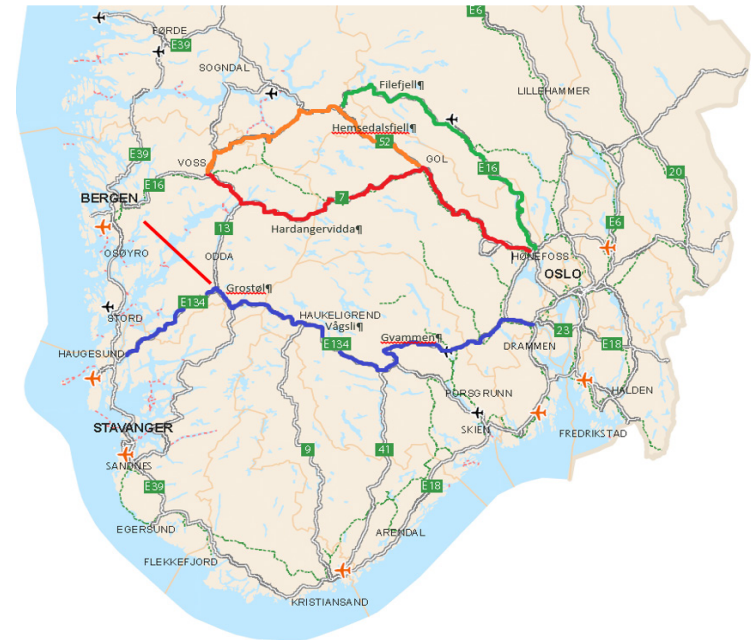 E6
FØRDE
E39
SOGNDAL
Filefjell¶
LILLEHAMMER
Hemsedalsfjell¶
52
E39
VOSS
GOL
E16
20
E16
BERGEN
7
13
Hardangervidda¶
E6
OSØYRO
ODDA
HØNEFOSS
OSLO
Grostøl¶
E134
STORD
HAUKELIGREND
Vågsli¶
Gvammen¶
E134
23
DRAMMEN
E18
HAUGESUND
PORSGRUNN
HALDEN
STAVANGER
SKIEN
FREDRIKSTAD
9
41
SANDNES
E39
E18
EGERSUND
ARENDAL
FLEKKEFJORD
KRISTIANSAND